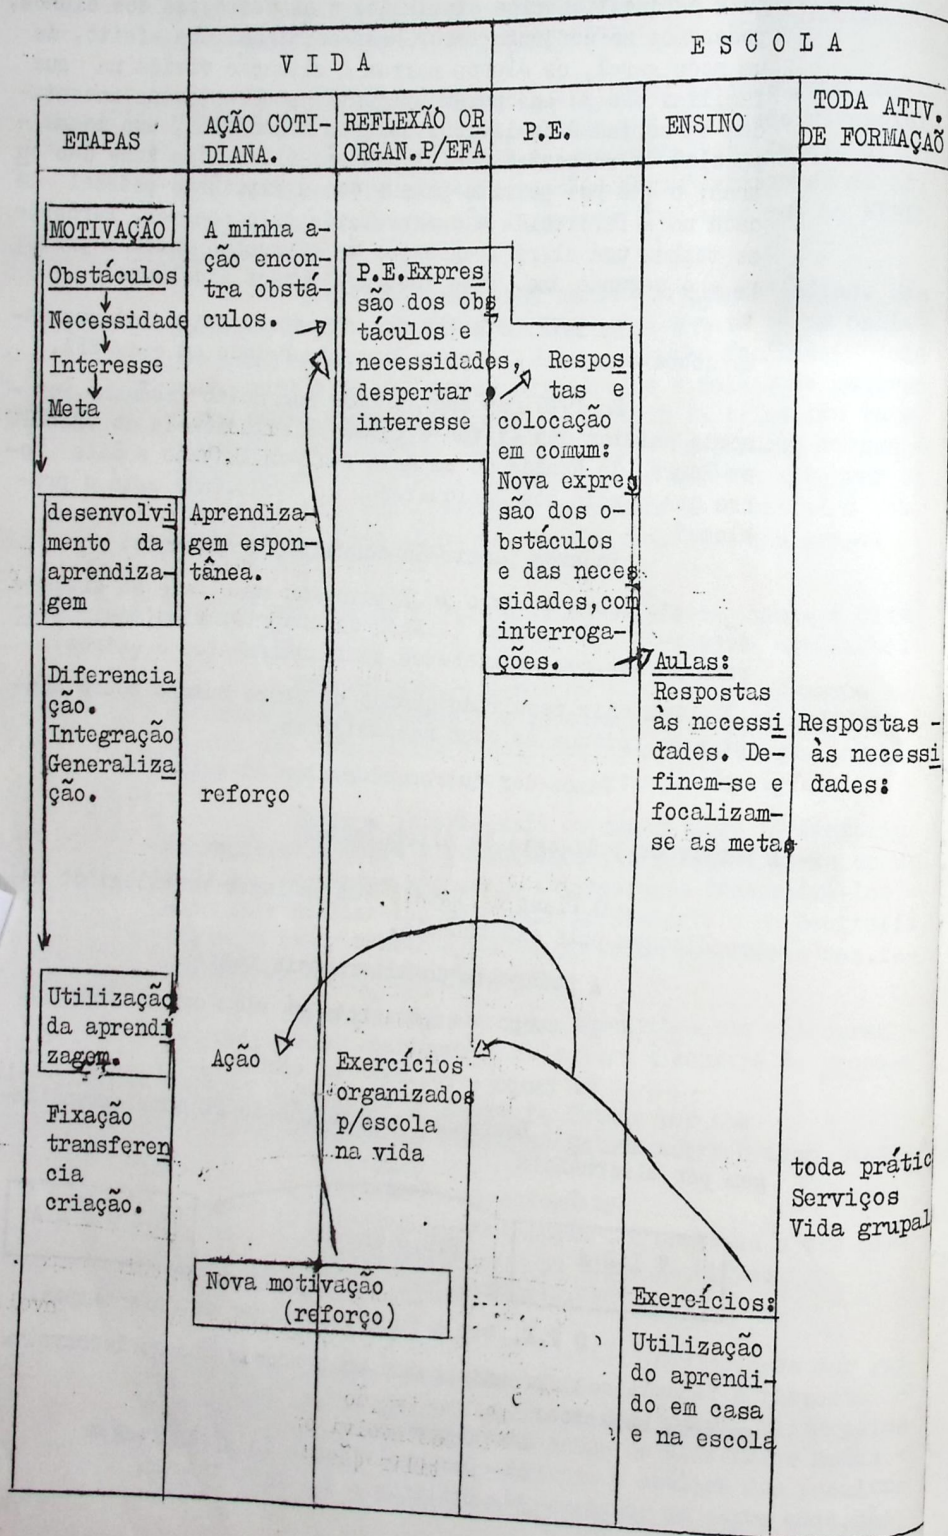 VIDA
ESCOLA
ETAPAS
AÇÃO COTI-
DIANA.
REFLEXÃO OR
ORGAN.P/EFA
P.E.
ENSINO
TODA ATIV.
DE FORMAÇAÕ
MOTIVAÇÃO
Obstáculos
Necessidade
Interesse
Meta
A minha a-
ção encon-
tra obstá-
culos.
P.E.Expres
são dos obs
táculos e
necessidades,
despertar
interesse
Respos
tas e
colocação
em comum:
Nova expres
são dos o-
bstáculos
e das neces
sidades,com
interroga-
ções.
desenvolvi
mento da
aprendiza-
gem
Aprendiza-
gem espon-
tânea.
Diferencia
ção.
Integração
Generaliza
ção.
reforço
Aulas:
Respostas
às necessi
dades. De-
finem-se e
focalizam-
se as metas
Respostas -
às necessi
dades:
Utilização
da aprendi
zagem.
Ação
Exercícios
organizados
p/escola
na vida
Fixação
transferen
cia
criação.
toda prátic
Serviços
Vida grupal
Nova motivação
(reforço)
Exercícios:
Utilização
do aprendi-
do em casa
e na escola